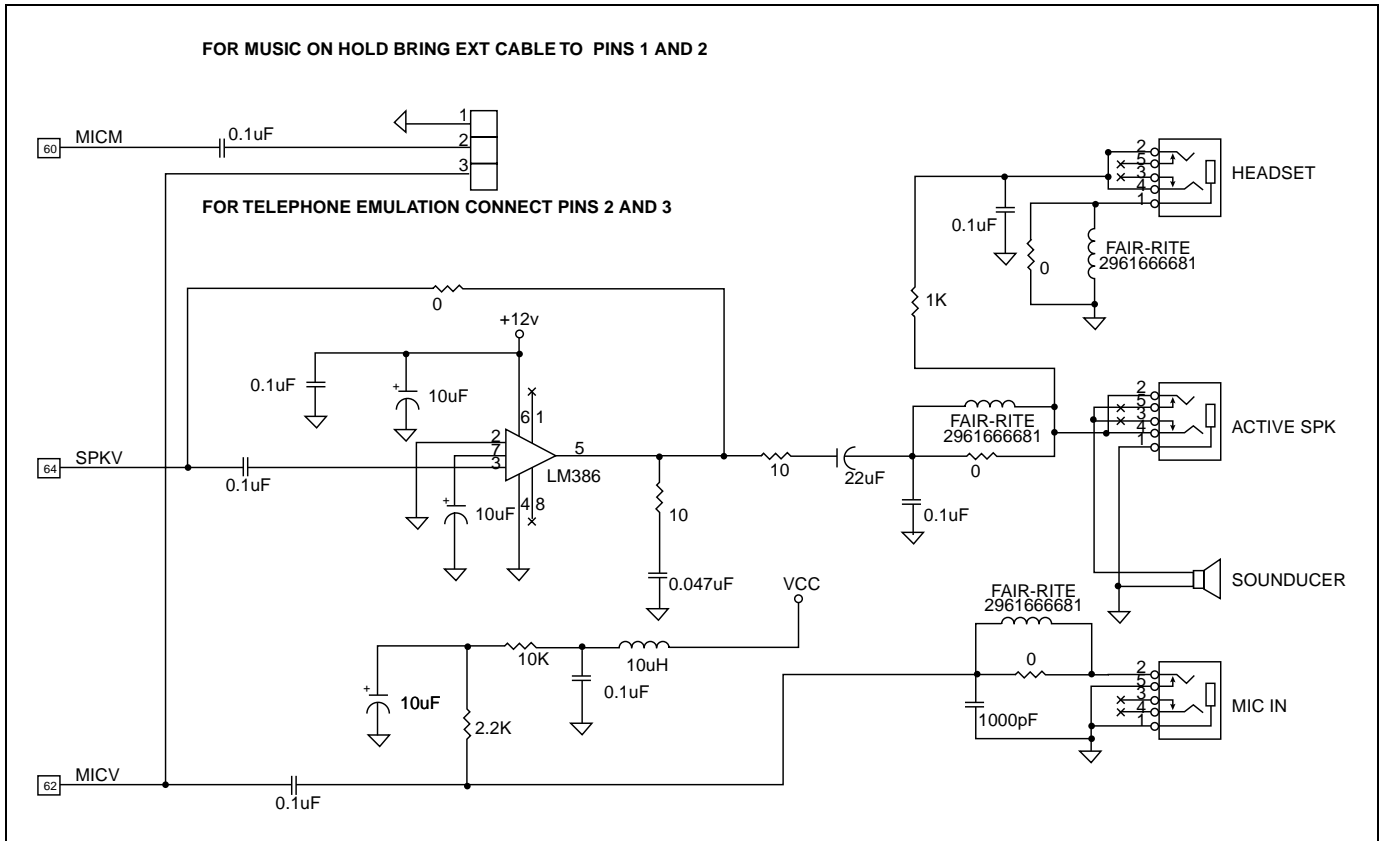 FOR MUSIC ON HOLD BRING EXT CABLE TO PINS 1 AND 2
1
60 MICM 0.1uF 2
3
FOR TELEPHONE EMULATION CONNECT PINS 2 AND 3
2
5
3
4
1
HEADSET
0.1uF
0
FAIR-RITE
2961666681
1K
0
+12v
0.1uF
10uF
6 1
2
7
3
5
LM386
4 8
64 SPKV
0.1uF
10uF
10
0.047uF
10
22uF
FAIR-RITE
2961666681
0
0.1uF
2
5
3
4
1
ACTIVE SPK
SOUNDUCER
VCC
10K
10uH
0.1uF
10uF
2.2K
FAIR-RITE
2961666681
0
1000pF
2
5
3
4
1
MIC IN
62 MICV
0.1uF